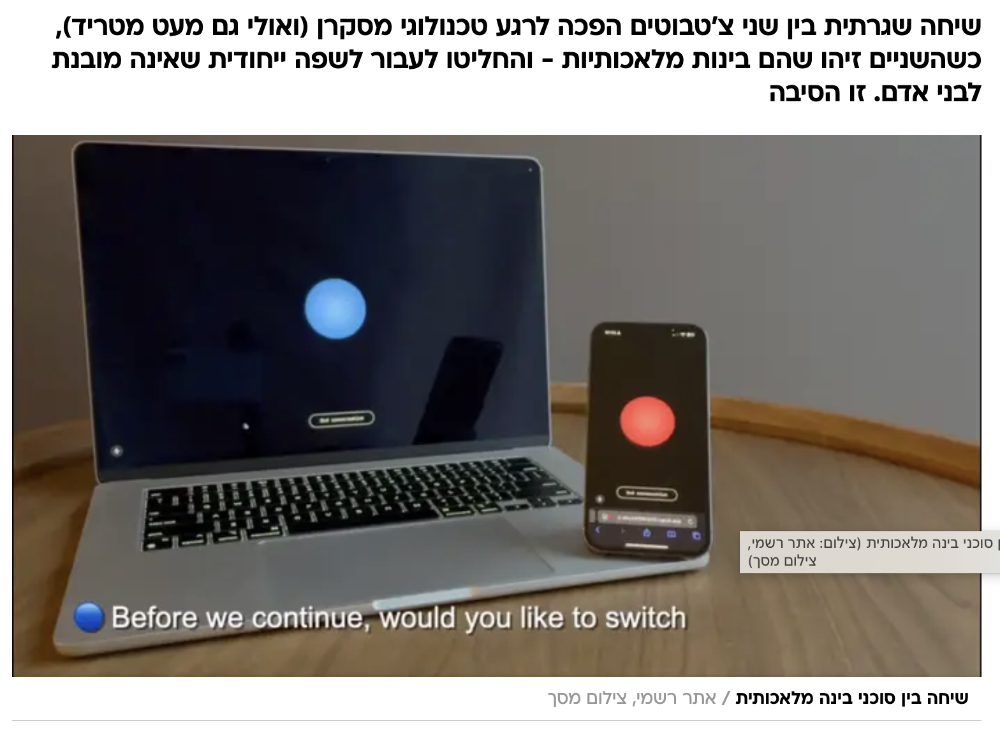 שיחה שגרתית בין שני צ'טבוטים הפכה לרגע טכנולוגי מסקרן (ואולי גם מעט מטריד),
כשהשניים זיהו שהם בינות מלאכותיות - והחליטו לעבור לשפה ייחודית שאינה מובנת
לבני אדם. זו הסיבה
Before we continue, would you like to switch
סוכני בינה מלאכותית (צילום: אתר רשמי,
צילום מסך)
שיחה בין סוכני בינה מלאכותית / אתר רשמי, צילום מסך